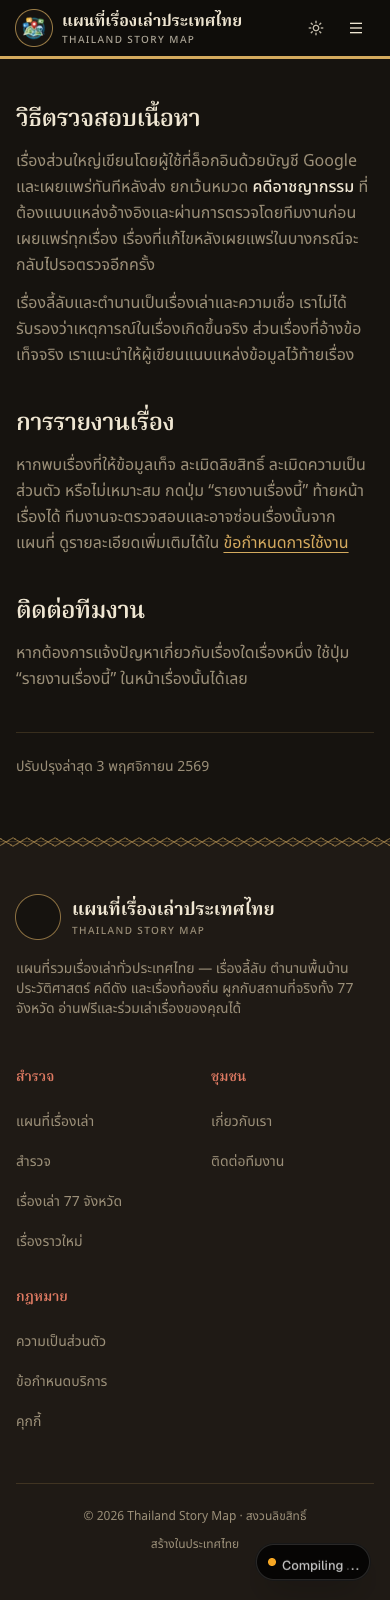 แผนที่เรื่องเล่าประเทศไทย
THAILAND STORY MAP
วิธีตรวจสอบเนื้อหา
เรื่องส่วนใหญ่เขียนโดยผู้ใช้ที่ล็อกอินด้วยบัญชี Google
และเผยแพร่ทันทีหลังส่ง ยกเว้นหมวด คดีอาชญากรรม ที่
ต้องแนบแหล่งอ้างอิงและผ่านการตรวจโดยทีมงานก่อน
เผยแพร่ทุกเรื่อง เรื่องที่แก้ไขหลังเผยแพร่ในบางกรณีจะ
กลับไปรอตรวจอีกครั้ง
เรื่องลี้ลับและตำนานเป็นเรื่องเล่าและความเชื่อ เราไม่ได้
รับรองว่าเหตุการณ์ในเรื่องเกิดขึ้นจริง ส่วนเรื่องที่อ้างข้อ
เท็จจริง เราแนะนำให้ผู้เขียนแนบแหล่งข้อมูลไว้ท้ายเรื่อง
การรายงานเรื่อง
หากพบเรื่องที่ให้ข้อมูลเท็จ ละเมิดลิขสิทธิ์ ละเมิดความเป็น
ส่วนตัว หรือไม่เหมาะสม กดปุ่ม “รายงานเรื่องนี้” ท้ายหน้า
เรื่องได้ ทีมงานจะตรวจสอบและอาจซ่อนเรื่องนั้นจาก
แผนที่ ดูรายละเอียดเพิ่มเติมได้ใน ข้อกำหนดการใช้งาน
ติดต่อทีมงาน
หากต้องการแจ้งปัญหาเกี่ยวกับเรื่องใดเรื่องหนึ่ง ใช้ปุ่ม
“รายงานเรื่องนี้” ในหน้าเรื่องนั้นได้เลย
ปรับปรุงล่าสุด 3 พฤศจิกายน 2569
แผนที่เรื่องเล่าประเทศไทย
THAILAND STORY MAP
แผนที่รวมเรื่องเล่าทั่วประเทศไทย — เรื่องลี้ลับ ตำนานพื้นบ้าน
ประวัติศาสตร์ คดีดัง และเรื่องท้องถิ่น ผูกกับสถานที่จริงทั้ง 77
จังหวัด อ่านฟรีและร่วมเล่าเรื่องของคุณได้
สำรวจ
แผนที่เรื่องเล่า
สำรวจ
เรื่องเล่า 77 จังหวัด
เรื่องราวใหม่
ชุมชน
เกี่ยวกับเรา
ติดต่อทีมงาน
กฎหมาย
ความเป็นส่วนตัว
ข้อกำหนดบริการ
คุกกี้
© 2026 Thailand Story Map · สงวนลิขสิทธิ์
สร้างในประเทศไทย
Compiling ...